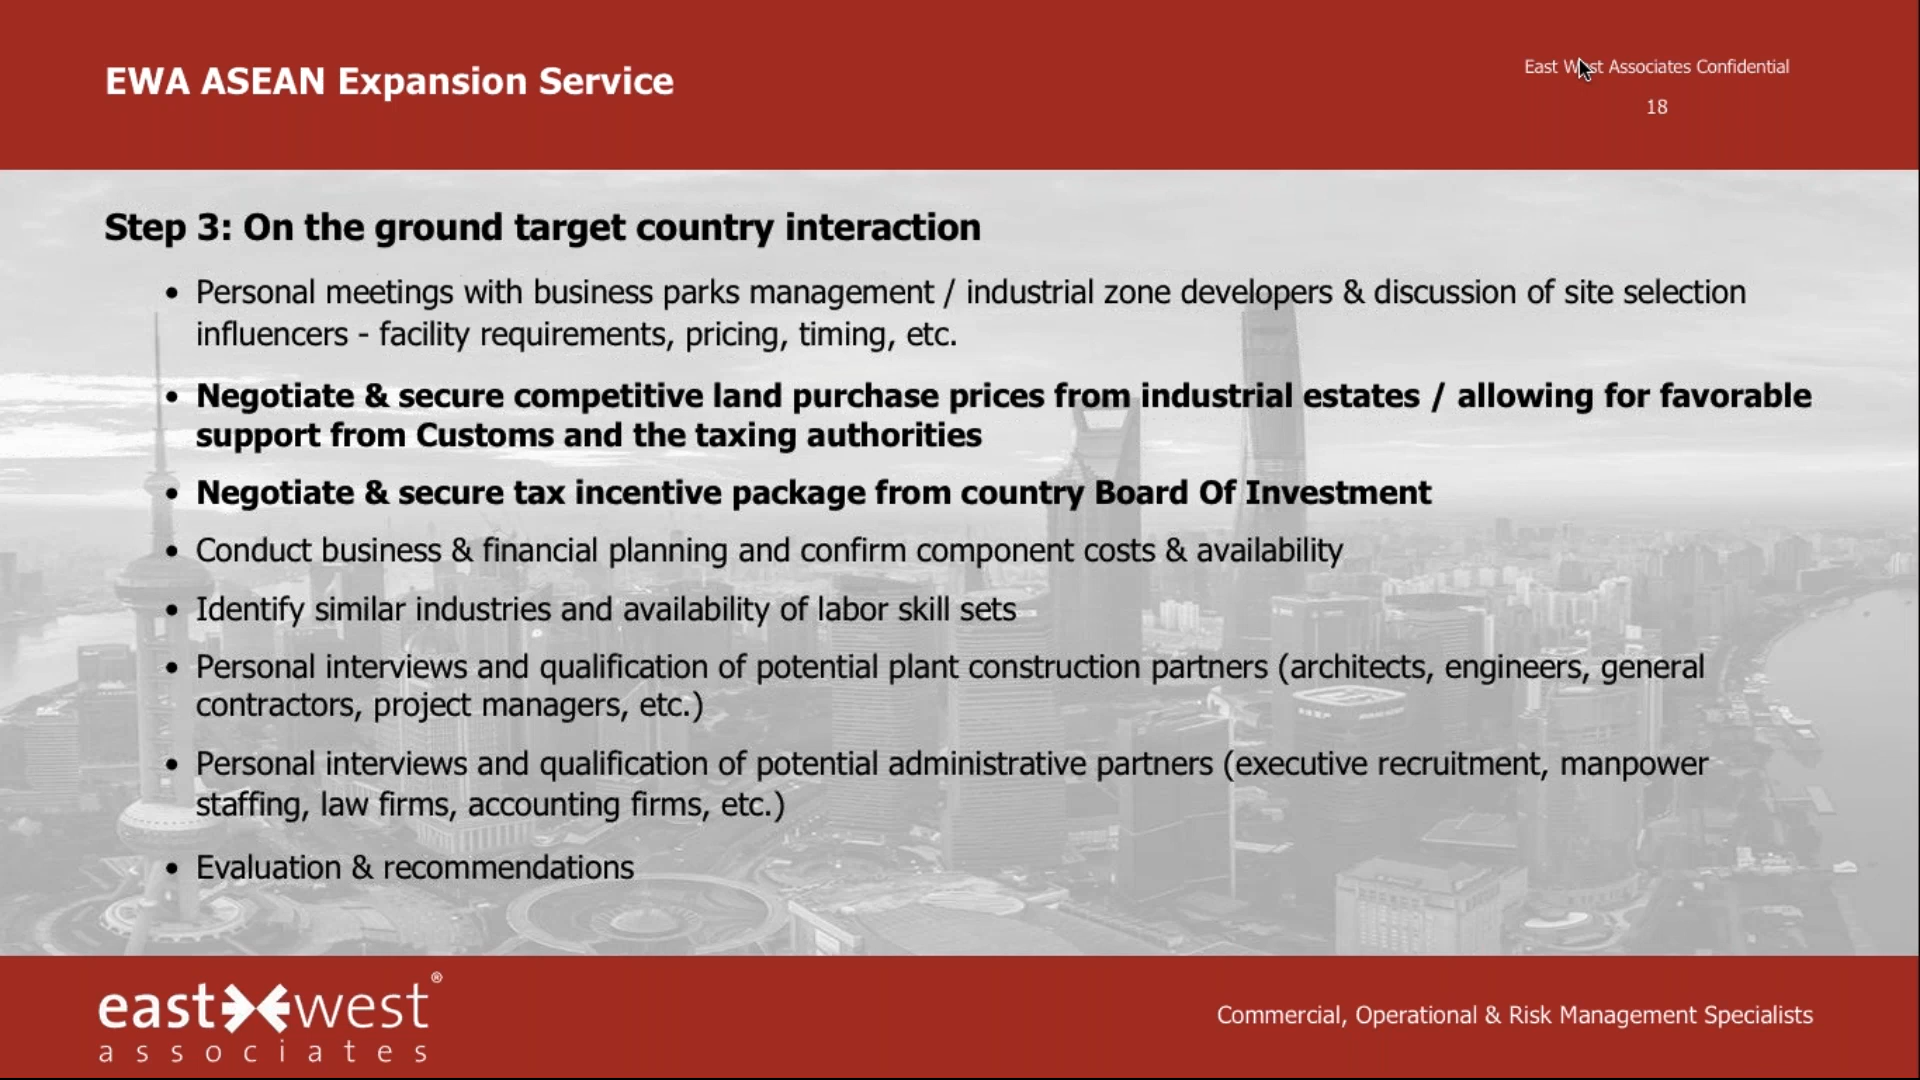 EWA ASEAN Expansion Service
East West Associates Confidential
18
Step 3: On the ground target country interaction
• Personal meetings with business parks management / industrial zone developers & discussion of site selection
influencers - facility requirements, pricing, timing, etc.
• Negotiate & secure competitive land purchase prices from industrial estates / allowing for favorable
support from Customs and the taxing authorities
• Negotiate & secure tax incentive package from country Board Of Investment
• Conduct business & financial planning and confirm component costs & availability
• Identify similar industries and availability of labor skill sets
• Personal interviews and qualification of potential plant construction partners (architects, engineers, general
contractors, project managers, etc.)
• Personal interviews and qualification of potential administrative partners (executive recruitment, manpower
staffing, law firms, accounting firms, etc.)
• Evaluation & recommendations
east west®
associates
Commercial, Operational & Risk Management Specialists